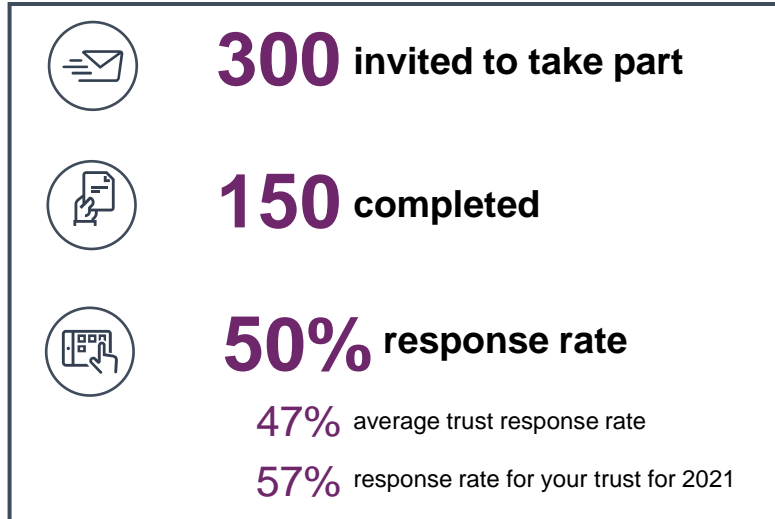 300 invited to take part
150 completed
50% response rate
47% average trust response rate
57% response rate for your trust for 2021